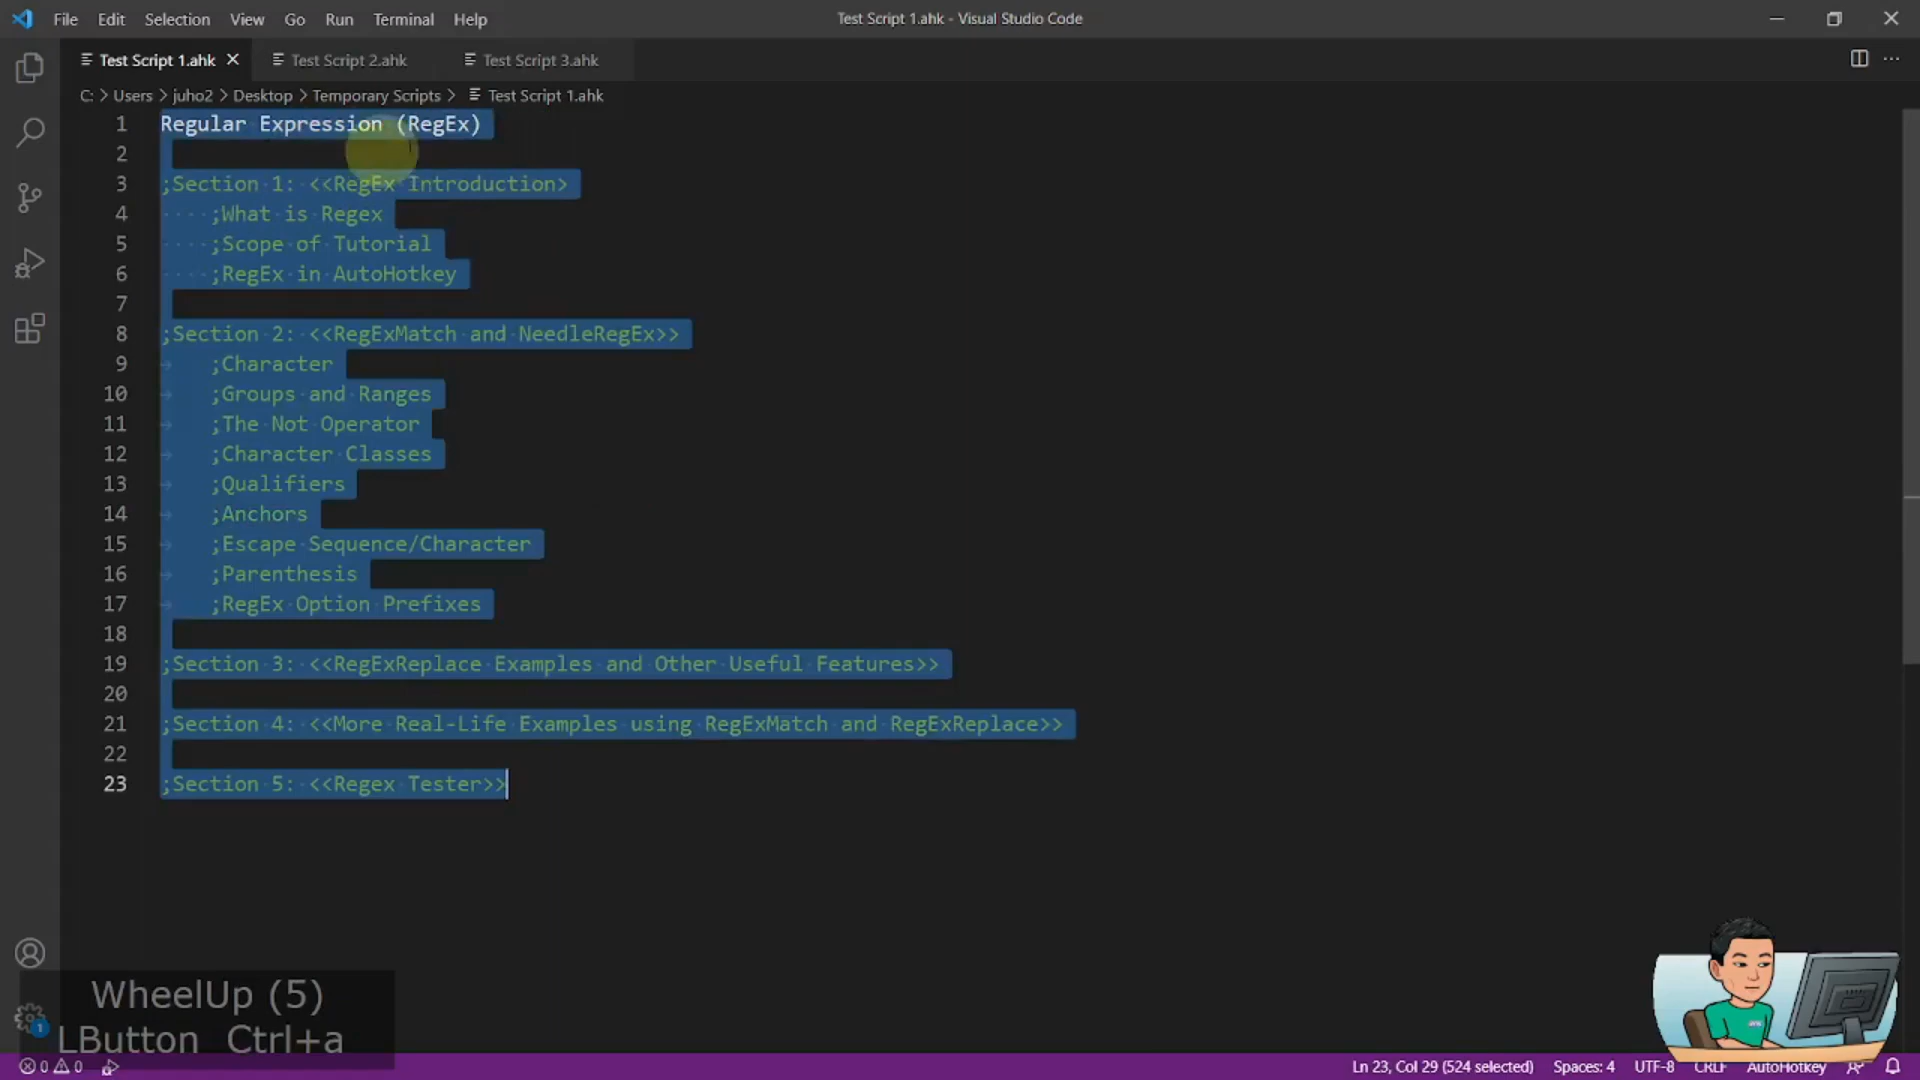 File Edit Selection View Go Run Terminal Help Test Script 1.ahk - Visual Studio Code
Test Script 1.ahk Test Script 2.ahk Test Script 3.ahk
C: > Users > juho2 > Desktop > Temporary Scripts > Test Script 1.ahk
1 Regular Expression (RegEx)
2
3 ;Section 1: <<RegEx Introduction>
4 ;What is Regex
5 ;Scope of Tutorial
6 ;RegEx in AutoHotkey
7
8 ;Section 2: <<RegExMatch and NeedleRegEx>>
9 ;Character
10 ;Groups and Ranges
11 ;The Not Operator
12 ;Character Classes
13 ;Qualifiers
14 ;Anchors
15 ;Escape Sequence/Character
16 ;Parenthesis
17 ;RegEx Option Prefixes
18
19 ;Section 3: <<RegExReplace Examples and Other Useful Features>>
20
21 ;Section 4: <<More Real-Life Examples using RegExMatch and RegExReplace>>
22
23 ;Section 5: <<Regex Tester>>
WheelUp (5)
1
LButton Ctrl+a
0 0 Ln 23, Col 29 (524 selected) Spaces: 4 UTF-8 CRLF AutoHotkey